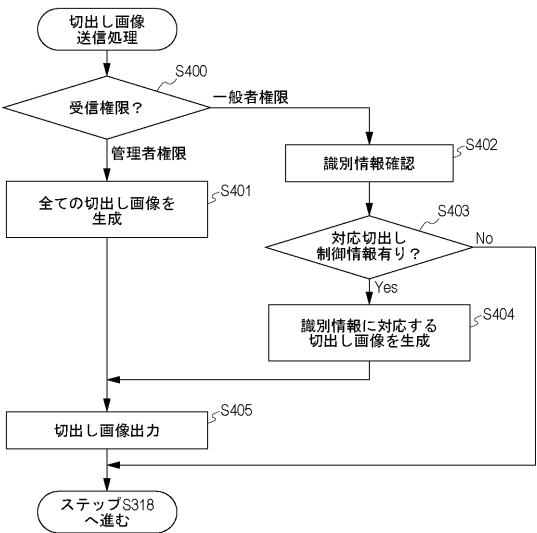 切出し画像
送信処理
S400
受信権限？
一般者権限
管理者権限
S402
識別情報確認
S401
全ての切出し画像を
生成
S403
対応切出し
制御情報有り？
No
Yes
S404
識別情報に対応する
切出し画像を生成
S405
切出し画像出力
ステップS318
へ進む